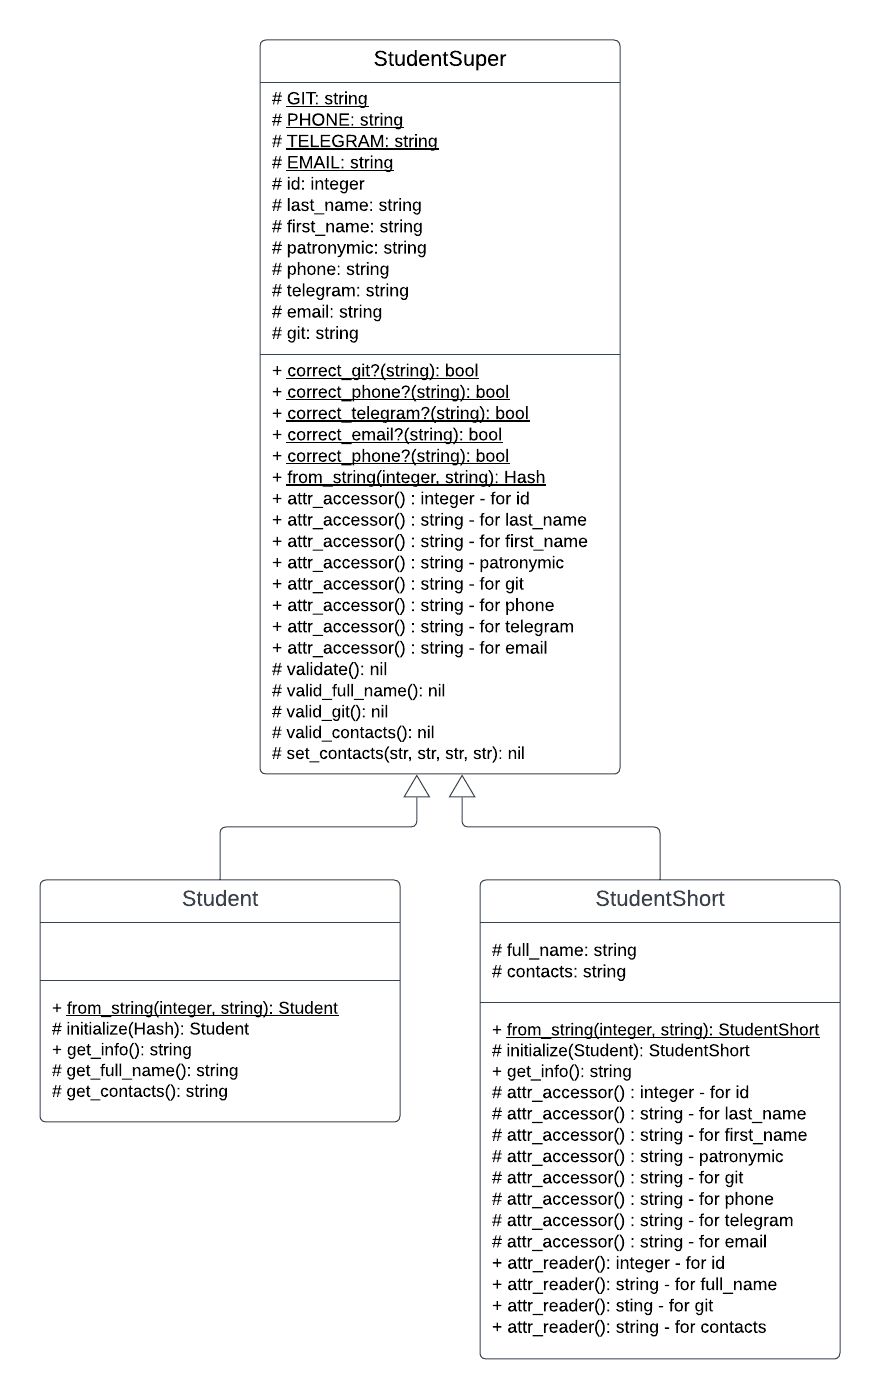 StudentSuper
# GIT: string
# PHONE: string
# TELEGRAM: string
# EMAIL: string
# id: integer
# last_name: string
# first_name: string
# patronymic: string
# phone: string
# telegram: string
# email: string
# git: string
+ correct_git?(string): bool
+ correct_phone?(string): bool
+ correct_telegram?(string): bool
+ correct_email?(string): bool
+ correct_phone?(string): bool
+ from_string(integer, string): Hash
+ attr_accessor() : integer - for id
+ attr_accessor() : string - for last_name
+ attr_accessor() : string - for first_name
+ attr_accessor() : string - patronymic
+ attr_accessor() : string - for git
+ attr_accessor() : string - for phone
+ attr_accessor() : string - for telegram
+ attr_accessor() : string - for email
# validate(): nil
# valid_full_name(): nil
# valid_git(): nil
# valid_contacts(): nil
# set_contacts(str, str, str, str): nil
Student
+ from_string(integer, string): Student
# initialize(Hash): Student
+ get_info(): string
# get_full_name(): string
# get_contacts(): string
StudentShort
# full_name: string
# contacts: string
+ from_string(integer, string): StudentShort
# initialize(Student): StudentShort
+ get_info(): string
# attr_accessor() : integer - for id
# attr_accessor() : string - for last_name
# attr_accessor() : string - for first_name
# attr_accessor() : string - patronymic
# attr_accessor() : string - for git
# attr_accessor() : string - for phone
# attr_accessor() : string - for telegram
# attr_accessor() : string - for email
+ attr_reader(): integer - for id
+ attr_reader(): string - for full_name
+ attr_reader(): sting - for git
+ attr_reader(): string - for contacts